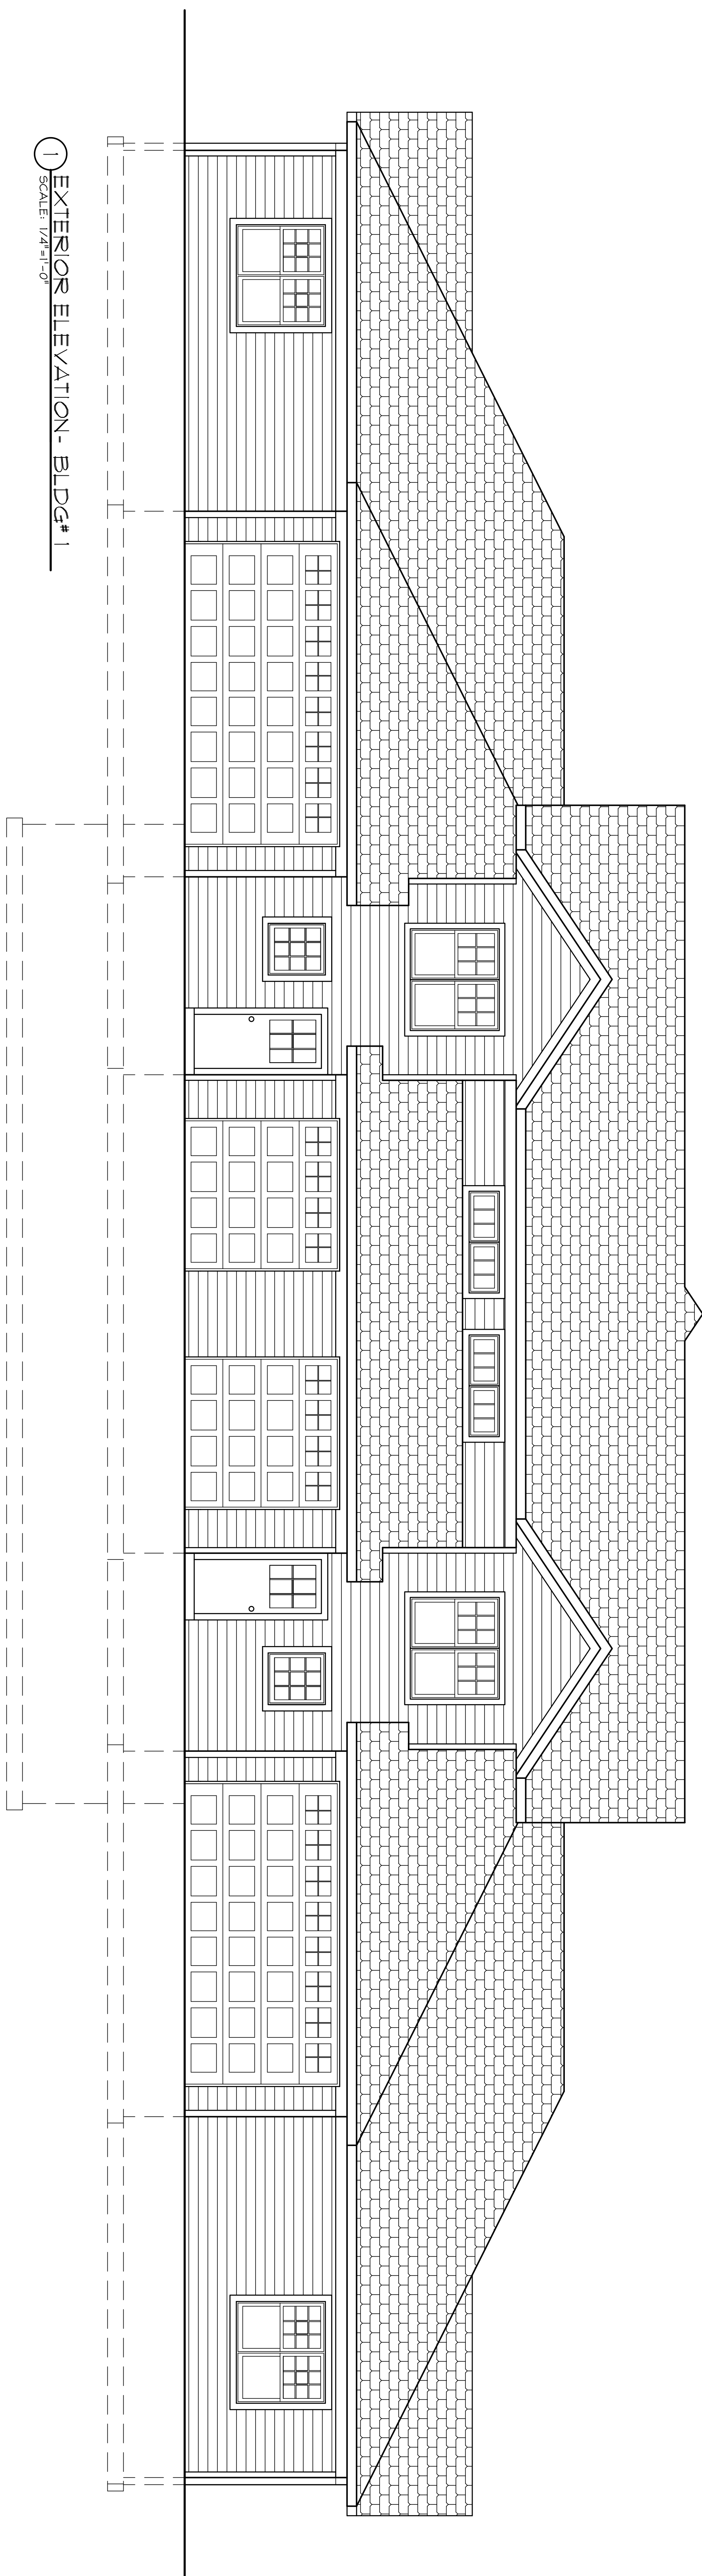 1
EXTERIOR ELEVATION- BLDG# 1
SCALE: 1/4"=1'-0"